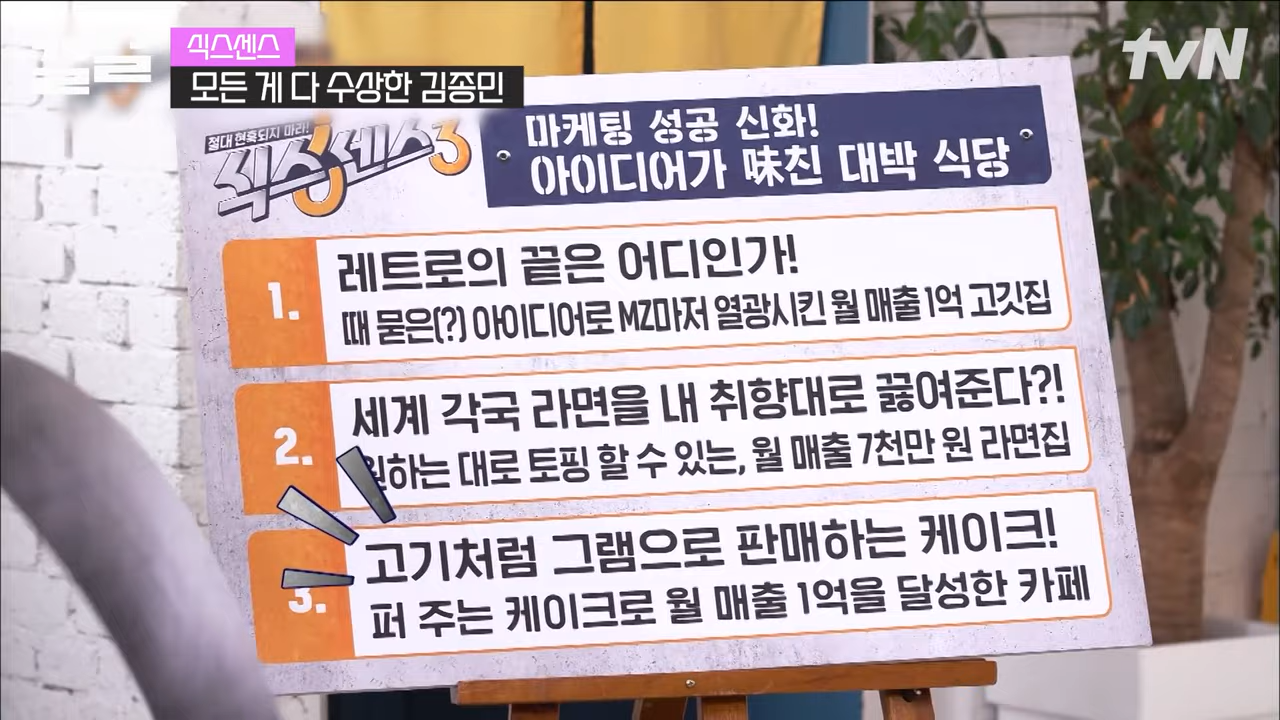 식스센스
모든 게 다 수상한 김종민
tvN
절대 현혹되지 마라!
식스센스3
마케팅 성공 신화!
아이디어가 味친 대박 식당
1.
레트로의 끝은 어디인가!
때 묻은(?) 아이디어로 MZ마저 열광시킨 월 매출 1억 고깃집
2.
세계 각국 라면을 내 취향대로 끓여준다?!
원하는 대로 토핑 할 수 있는, 월 매출 7천만 원 라면집
3.
고기처럼 그램으로 판매하는 케이크!
퍼 주는 케이크로 월 매출 1억을 달성한 카페